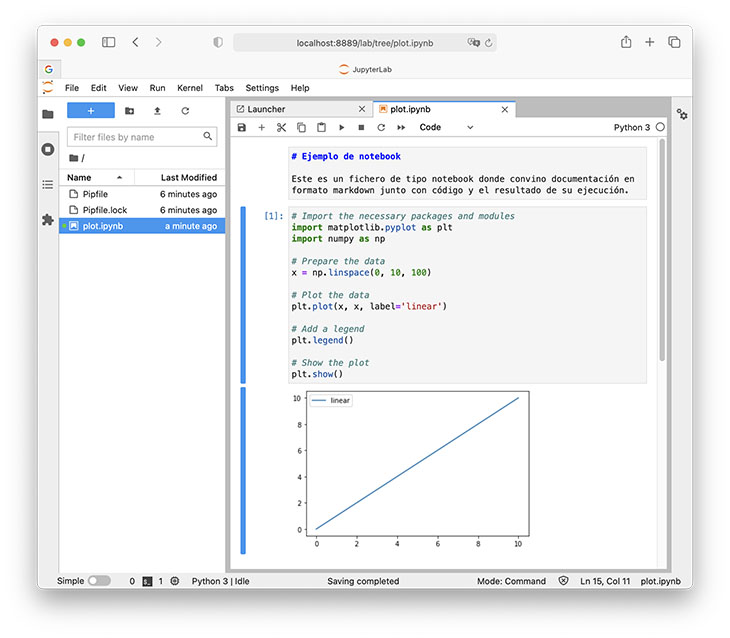 localhost:8889/lab/tree/plot.ipynb
G
JupyterLab
File Edit View Run Kernel Tabs Settings Help
+
Launcher
plot.ipynb
Code
Python 3
Filter files by name
/
Name Last Modified
Pipfile 6 minutes ago
Pipfile.lock 6 minutes ago
plot.ipynb a minute ago
# Ejemplo de notebook
Este es un fichero de tipo notebook donde convino documentación en
formato markdown junto con código y el resultado de su ejecución.
[1]: # Import the necessary packages and modules
import matplotlib.pyplot as plt
import numpy as np
# Prepare the data
x = np.linspace(0, 10, 100)
# Plot the data
plt.plot(x, x, label='linear')
# Add a legend
plt.legend()
# Show the plot
plt.show()
linear
10
8
6
4
2
0
0 2 4 6 8 10
Simple 0 $_ 1 Python 3 | Idle Saving completed Mode: Command Ln 15, Col 11 plot.ipynb